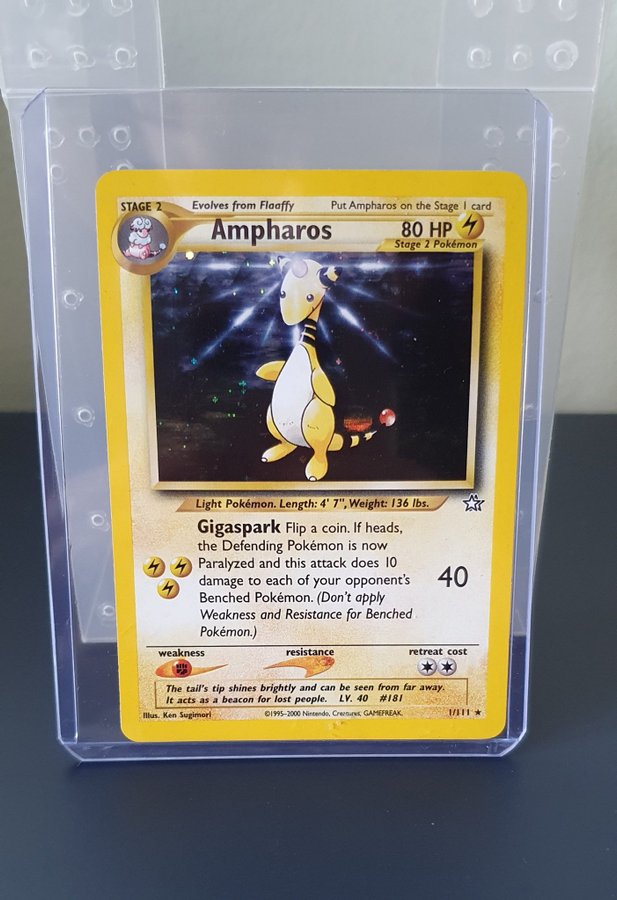 STAGE 2 Evolves from Flaaffy Put Ampharos on the Stage 1 card
Ampharos 80 HP
Stage 2 Pokémon
Light Pokémon. Length: 4' 7", Weight: 136 lbs.
Gigaspark Flip a coin. If heads,
the Defending Pokémon is now
Paralyzed and this attack does 10
damage to each of your opponent's
Benched Pokémon. (Don't apply
Weakness and Resistance for Benched
Pokémon.)
40
weakness resistance retreat cost
The tail's tip shines brightly and can be seen from far away.
It acts as a beacon for lost people. LV. 40 #181
Illus. Ken Sugimori ©1995-2000 Nintendo, Creatures, GAMEFREAK. 1/111 ★